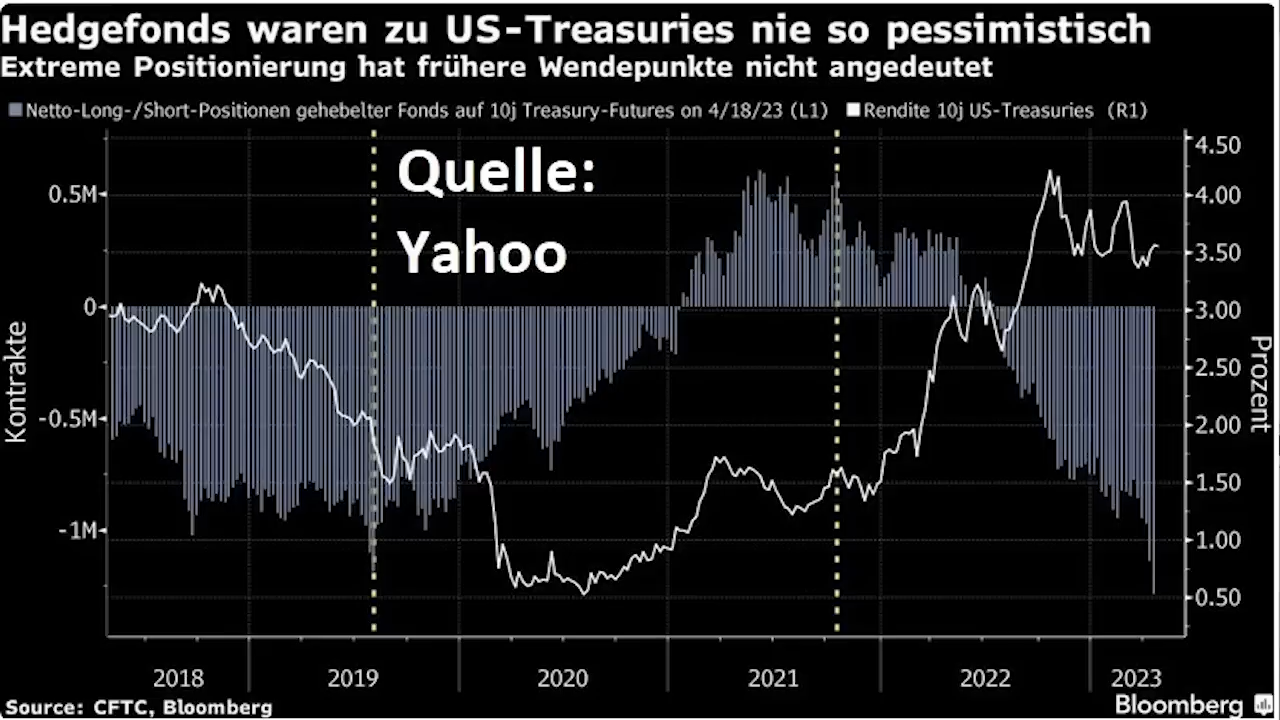 Hedgefonds waren zu US-Treasuries nie so pessimistisch
Extreme Positionierung hat frühere Wendepunkte nicht angedeutet
Netto-Long-/Short-Positionen gehebelter Fonds auf 10j Treasury-Futures on 4/18/23 (L1) Rendite 10j US-Treasuries (R1)
Quelle:
Yahoo
0.5M
0
-0.5M
-1M
Kontrakte
4.50
4.00
3.50
3.00
2.50
2.00
1.50
1.00
0.50
Prozent
2018 2019 2020 2021 2022 2023
Source: CFTC, Bloomberg
Bloomberg